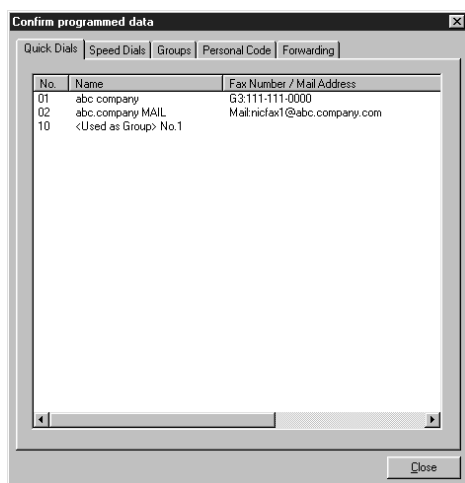 Confirm programmed data
Quick Dials Speed Dials Groups Personal Code Forwarding
No. Name Fax Number / Mail Address
01 abc company G3:111-111-0000
02 abc.company MAIL Mail:nicfax1@abc.company.com
10 <Used as Group> No.1
Close